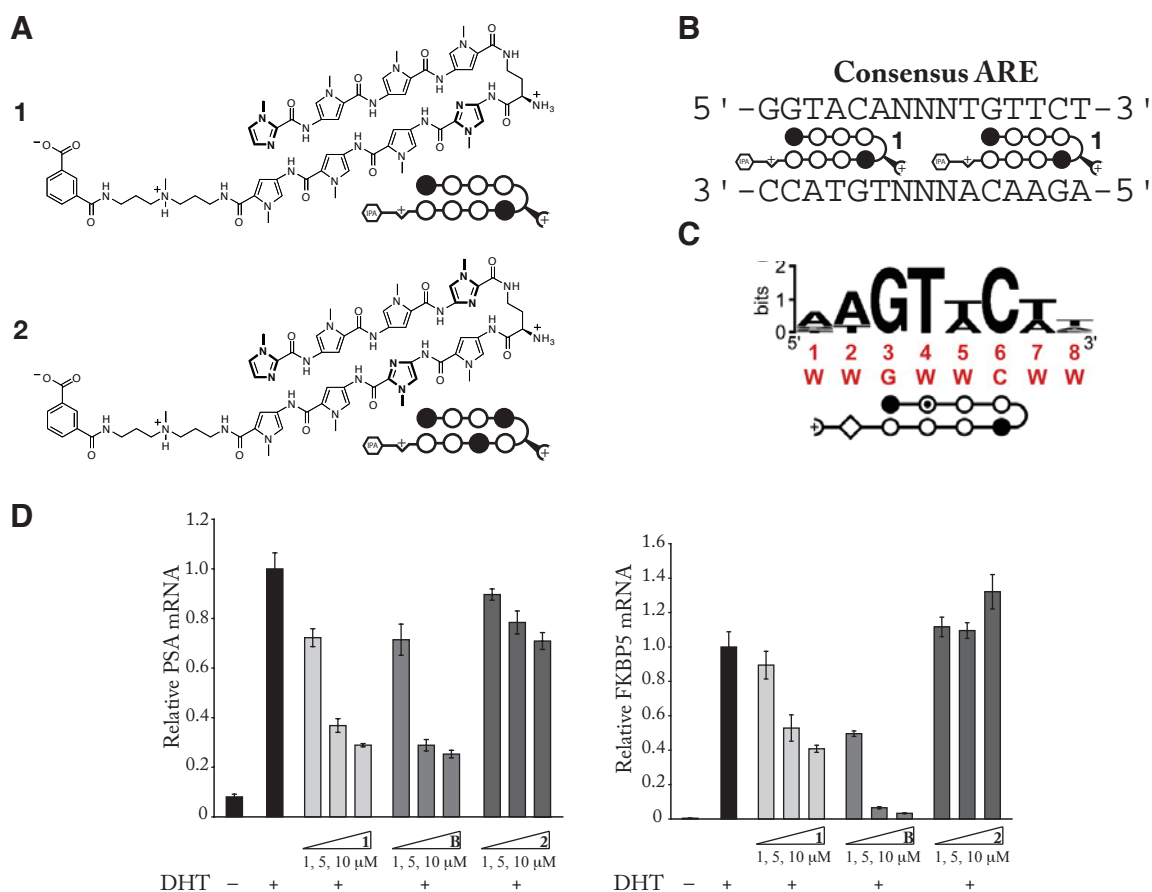 A
1
2
B
Consensus ARE
5'-GGTACANNNTGTTCT-3'
1
1
IPA
IPA
3'-CCATGTNNNACAAGA-5'
C
bits
2
1
0
5'
3'
1 2 3 4 5 6 7 8
W W G W W C W W
D
Relative PSA mRNA
1.2
1.0
0.8
0.6
0.4
0.2
0
1
B
2
1, 5, 10 µM
1, 5, 10 µM
1, 5, 10 µM
DHT
– + + + +
Relative FKBP5 mRNA
1.6
1.4
1.2
1.0
0.8
0.6
0.4
0.2
0
1
B
2
1, 5, 10 µM
1, 5, 10 µM
1, 5, 10 µM
DHT
– + + + +